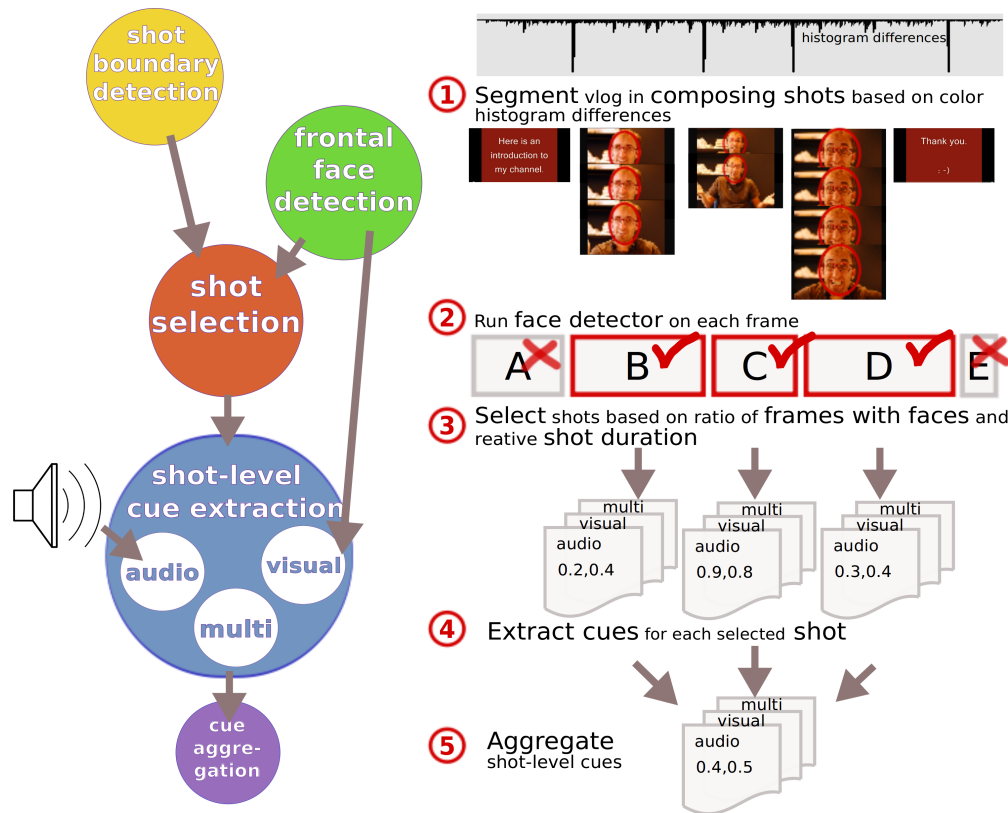 shot
boundary
detection
frontal
face
detection
shot
selection
shot-level
cue extraction
audio
visual
multi
cue
aggre-
gation
histogram differences
1 Segment vlog in composing shots based on color
histogram differences
Here is an
introduction to
my channel.
Thank you.
: -)
2 Run face detector on each frame
A B C D E
3 Select shots based on ratio of frames with faces and
reative shot duration
multi
visual
audio
0.2,0.4
multi
visual
audio
0.9,0.8
multi
visual
audio
0.3,0.4
4 Extract cues for each selected shot
multi
visual
audio
0.4,0.5
5 Aggregate
shot-level cues